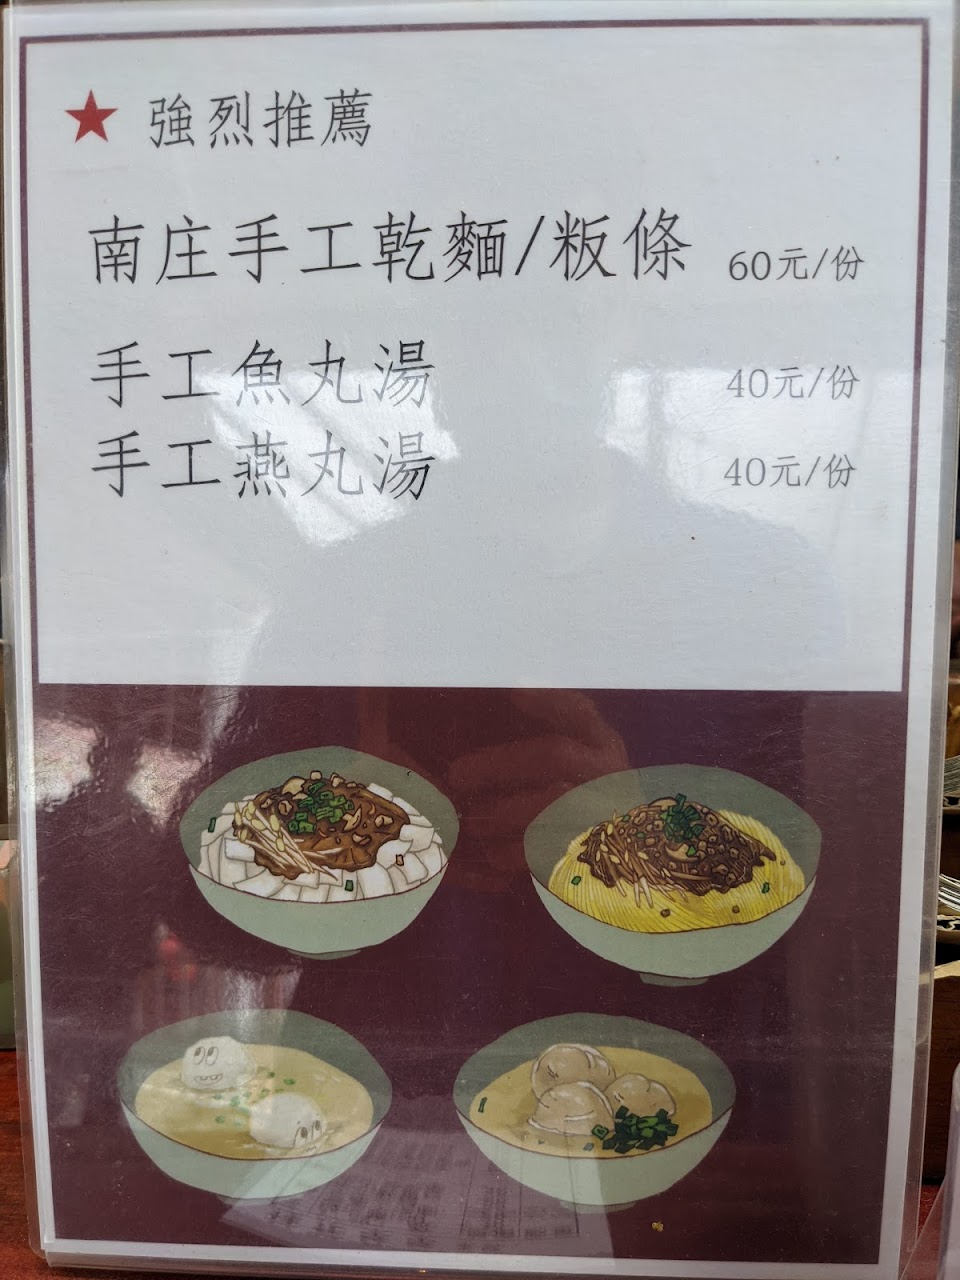 ★ 強烈推薦
南庄手工乾麵/粄條 60元/份
手工魚丸湯 40元/份
手工燕丸湯 40元/份